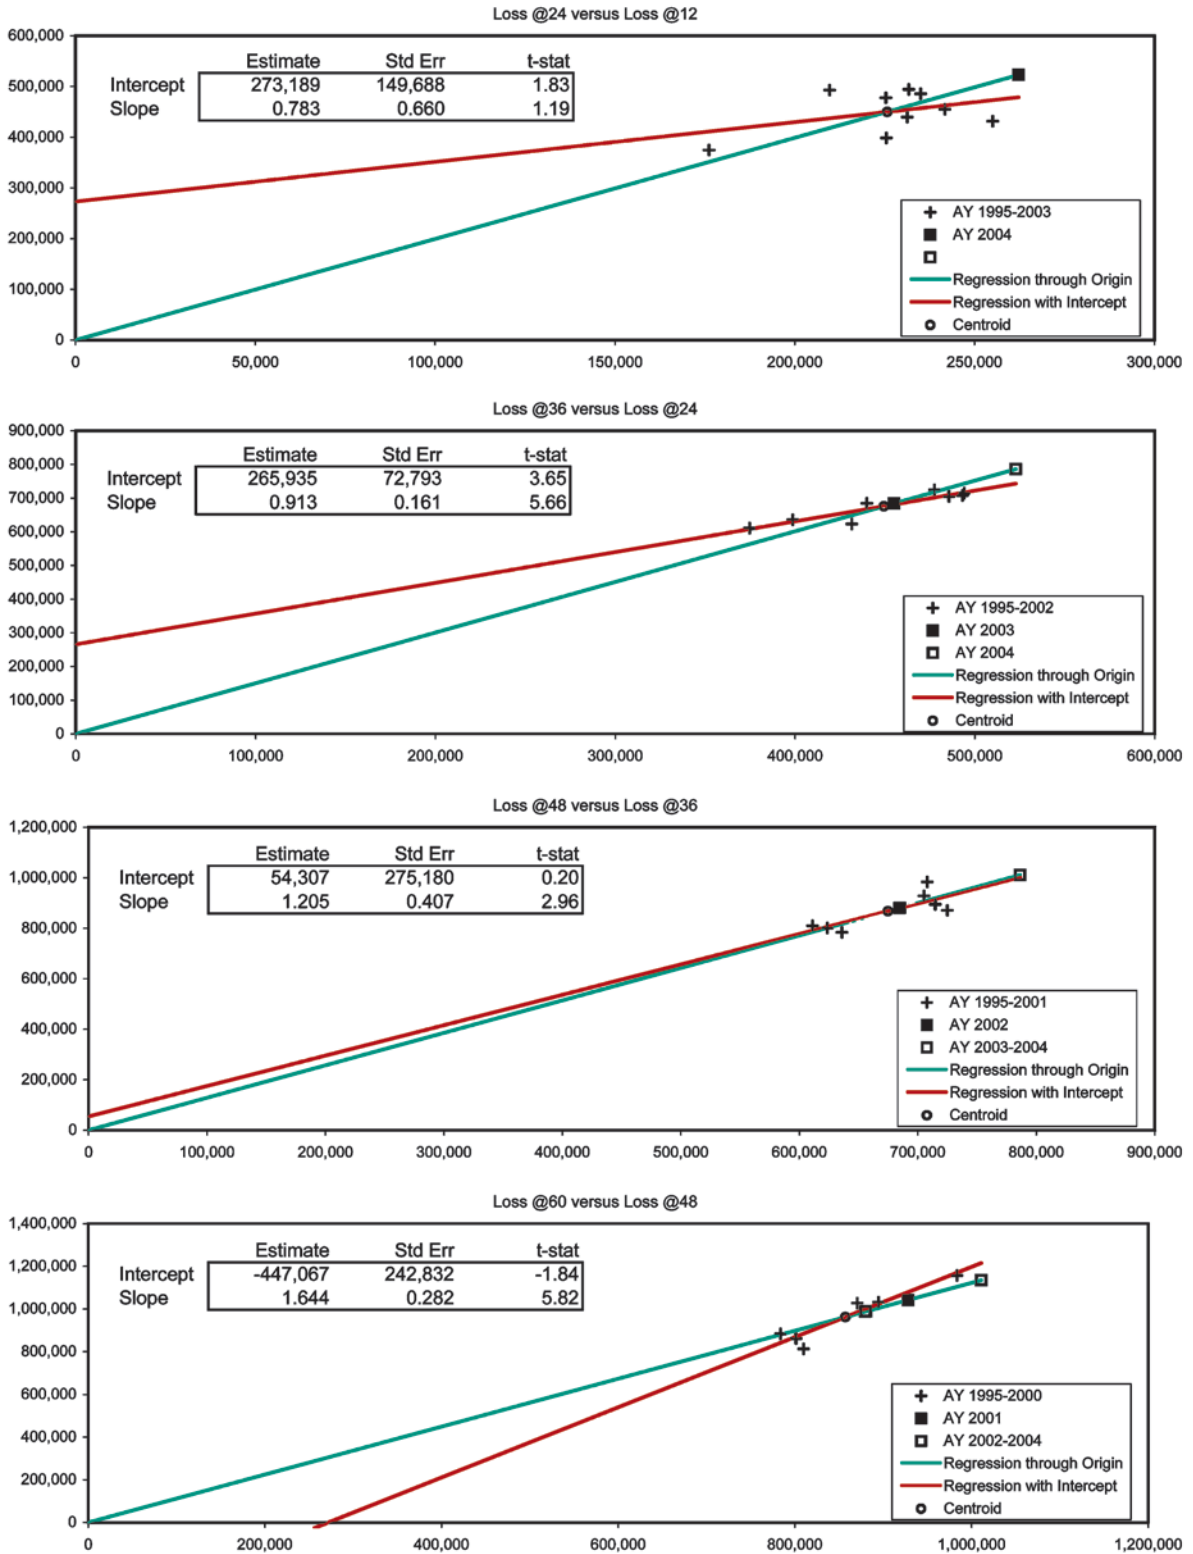 Loss @24 versus Loss @12
600,000
500,000
400,000
300,000
200,000
100,000
0
Estimate Std Err t-stat
Intercept 273,189 149,688 1.83
Slope 0.783 0.660 1.19
AY 1995-2003
AY 2004
Regression through Origin
Regression with Intercept
Centroid
0 50,000 100,000 150,000 200,000 250,000 300,000
Loss @36 versus Loss @24
900,000
800,000
700,000
600,000
500,000
400,000
300,000
200,000
100,000
0
Estimate Std Err t-stat
Intercept 265,935 72,793 3.65
Slope 0.913 0.161 5.66
AY 1995-2002
AY 2003
AY 2004
Regression through Origin
Regression with Intercept
Centroid
0 100,000 200,000 300,000 400,000 500,000 600,000
Loss @48 versus Loss @36
1,200,000
1,000,000
800,000
600,000
400,000
200,000
0
Estimate Std Err t-stat
Intercept 54,307 275,180 0.20
Slope 1.205 0.407 2.96
AY 1995-2001
AY 2002
AY 2003-2004
Regression through Origin
Regression with Intercept
Centroid
0 100,000 200,000 300,000 400,000 500,000 600,000 700,000 800,000 900,000
Loss @60 versus Loss @48
1,400,000
1,200,000
1,000,000
800,000
600,000
400,000
200,000
0
Estimate Std Err t-stat
Intercept -447,067 242,832 -1.84
Slope 1.644 0.282 5.82
AY 1995-2000
AY 2001
AY 2002-2004
Regression through Origin
Regression with Intercept
Centroid
0 200,000 400,000 600,000 800,000 1,000,000 1,200,000